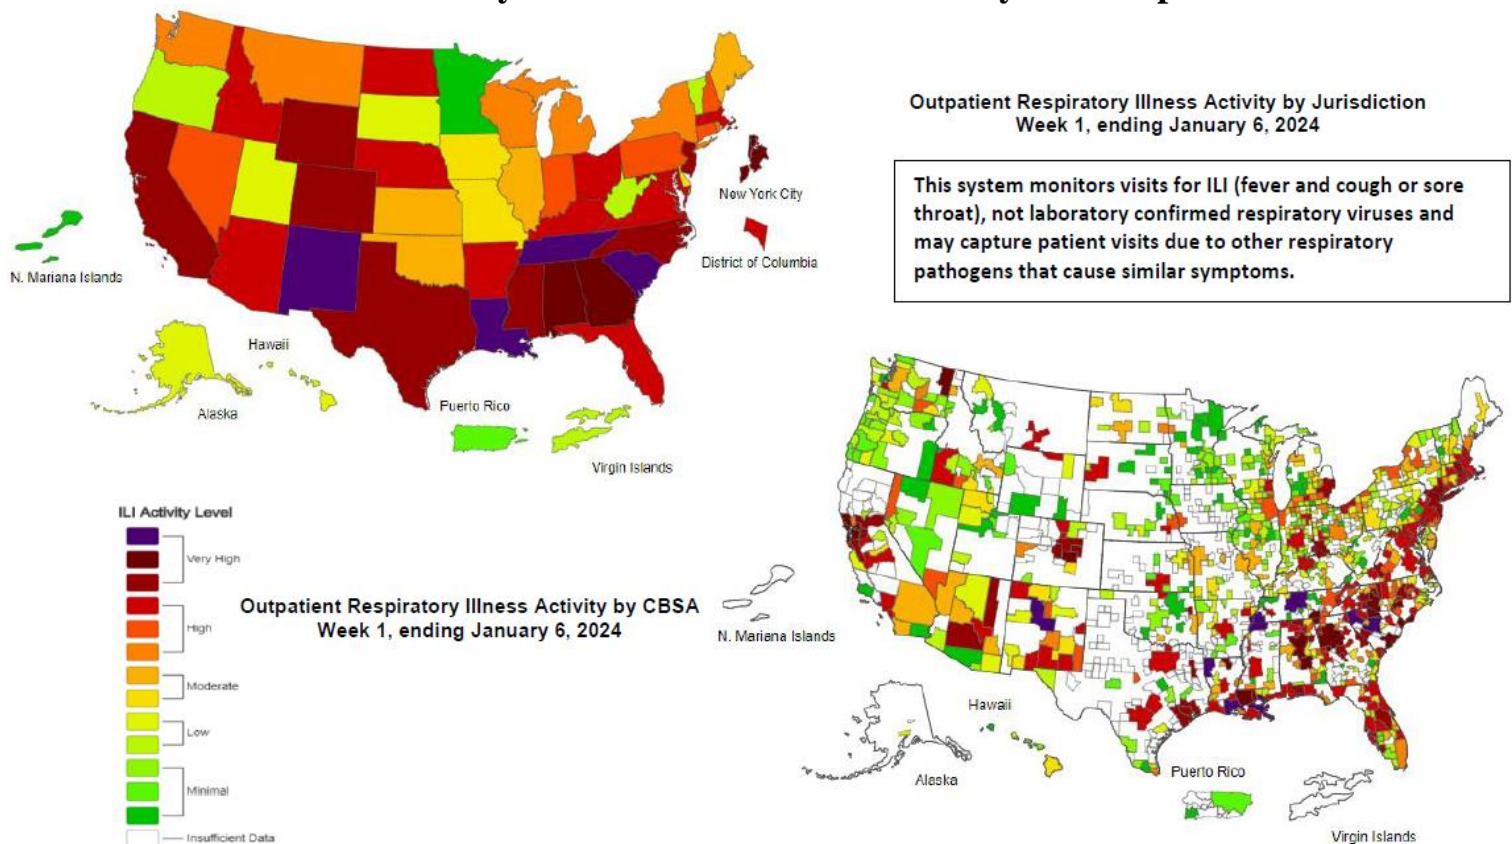 Outpatient Respiratory Illness Activity by Jurisdiction
Week 1, ending January 6, 2024
This system monitors visits for ILI (fever and cough or sore
throat), not laboratory confirmed respiratory viruses and
may capture patient visits due to other respiratory
pathogens that cause similar symptoms.
New York City
District of Columbia
N. Mariana Islands
Hawaii
Alaska
Puerto Rico
Virgin Islands
ILI Activity Level
Very High
High
Moderate
Low
Minimal
Insufficient Data
Outpatient Respiratory Illness Activity by CBSA
Week 1, ending January 6, 2024
N. Mariana Islands
Hawaii
Alaska
Puerto Rico
Virgin Islands